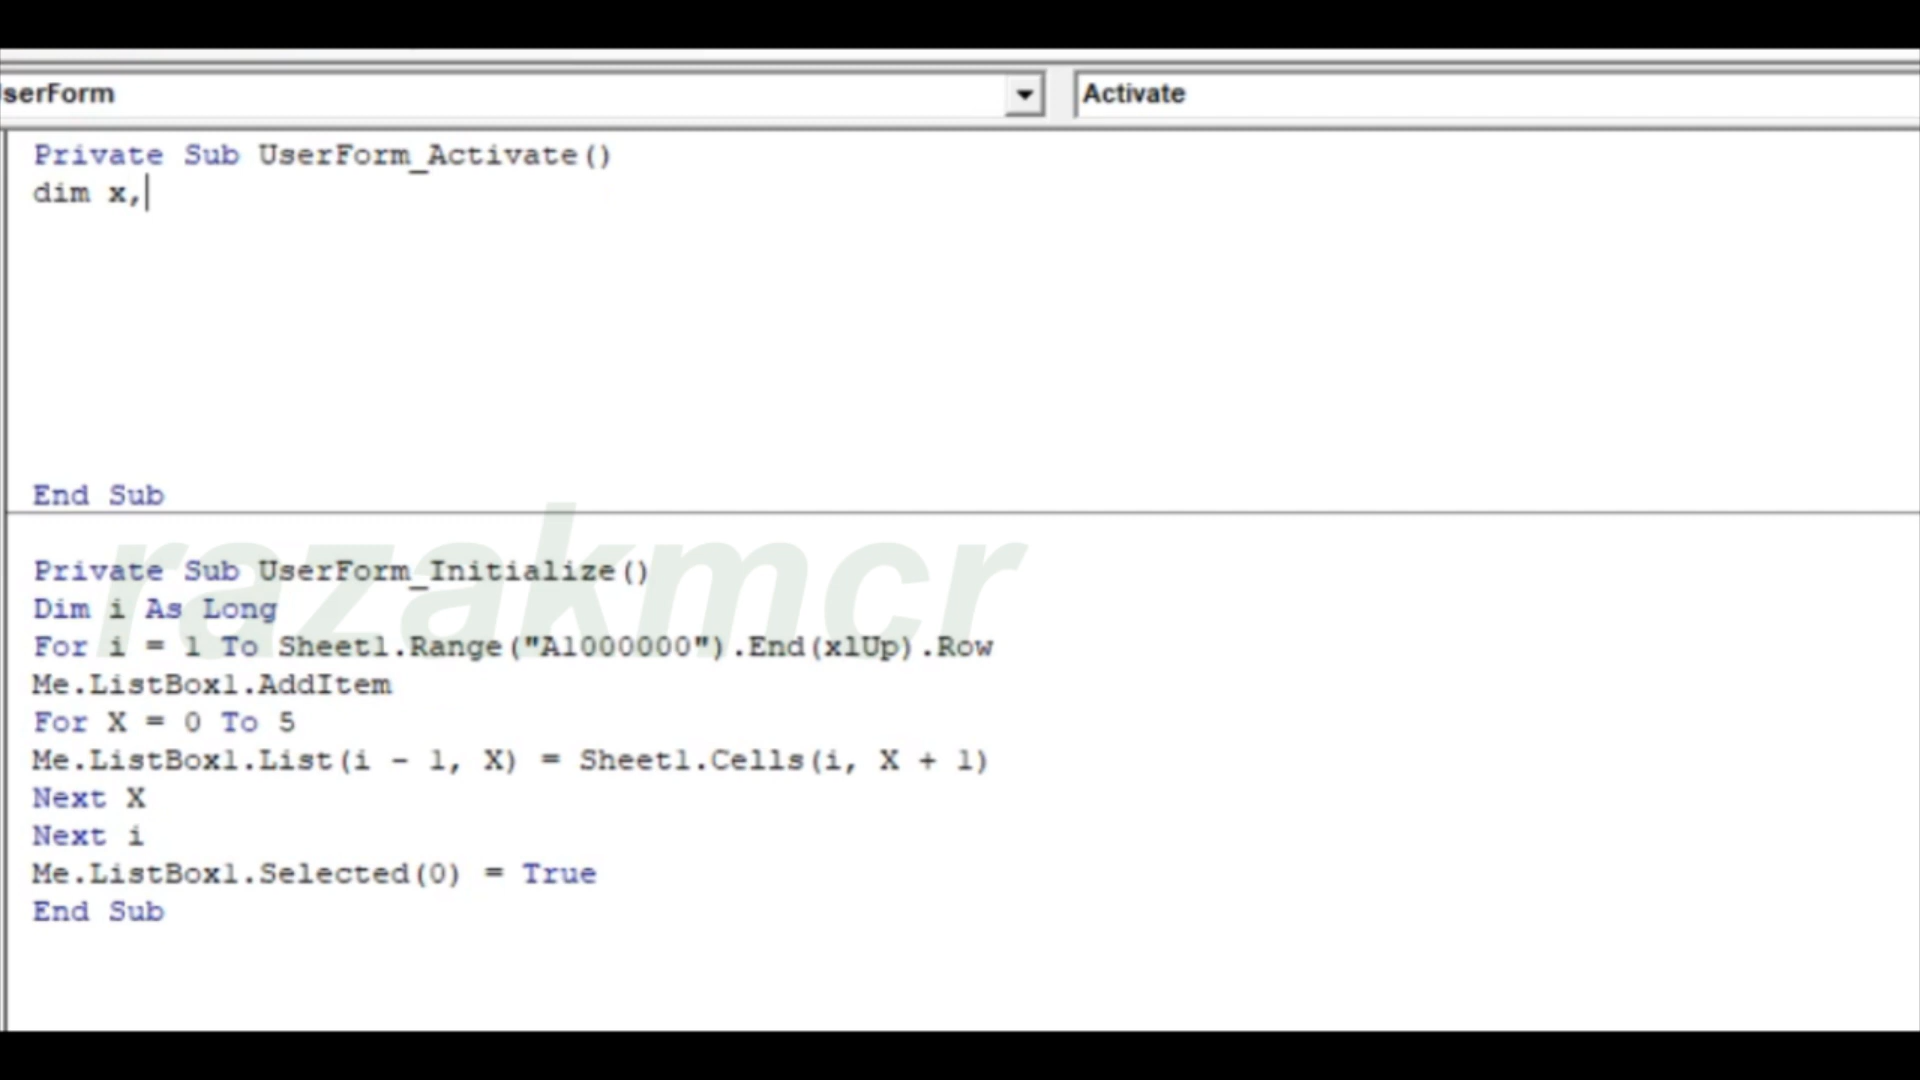 serForm
Activate
Private Sub UserForm_Activate()
dim x,
End Sub
razakmcr
Private Sub UserForm_Initialize()
Dim i As Long
For i = 1 To Sheet1.Range("A1000000").End(xlUp).Row
Me.ListBox1.AddItem
For X = 0 To 5
Me.ListBox1.List(i - 1, X) = Sheet1.Cells(i, X + 1)
Next X
Next i
Me.ListBox1.Selected(0) = True
End Sub